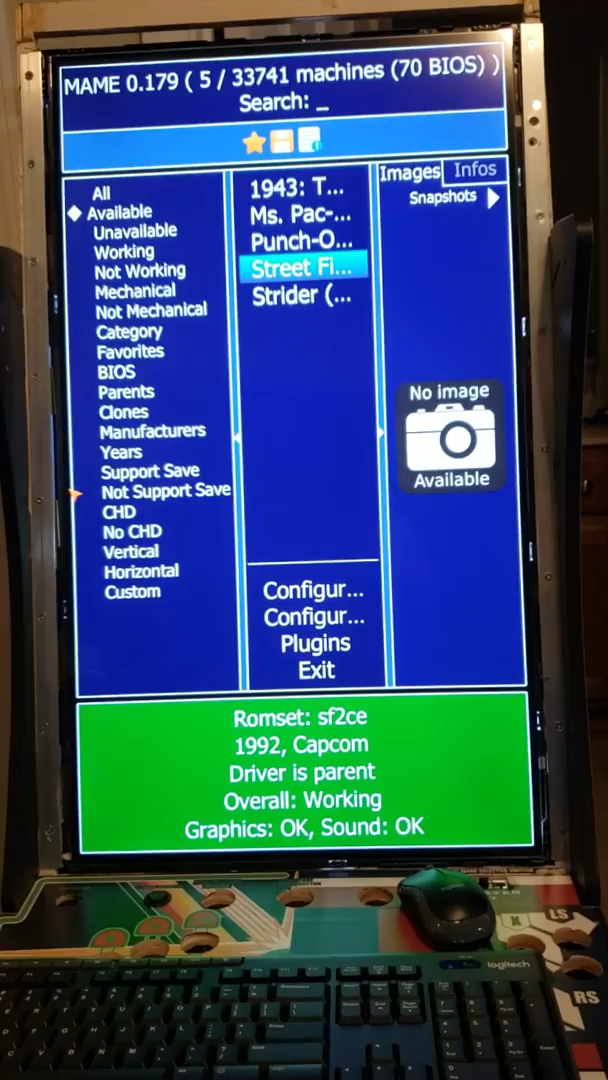 MAME 0.179 ( 5 / 33741 machines (70 BIOS) )
Search: _
All
Available
Unavailable
Working
Not Working
Mechanical
Not Mechanical
Category
Favorites
BIOS
Parents
Clones
Manufacturers
Years
Support Save
Not Support Save
CHD
No CHD
Vertical
Horizontal
Custom
1943: T...
Ms. Pac-...
Punch-O...
Street Fi...
Strider (...
Configur...
Configur...
Plugins
Exit
Images Infos
Snapshots
No image
Available
Romset: sf2ce
1992, Capcom
Driver is parent
Overall: Working
Graphics: OK, Sound: OK
X
LS
logitech
RS